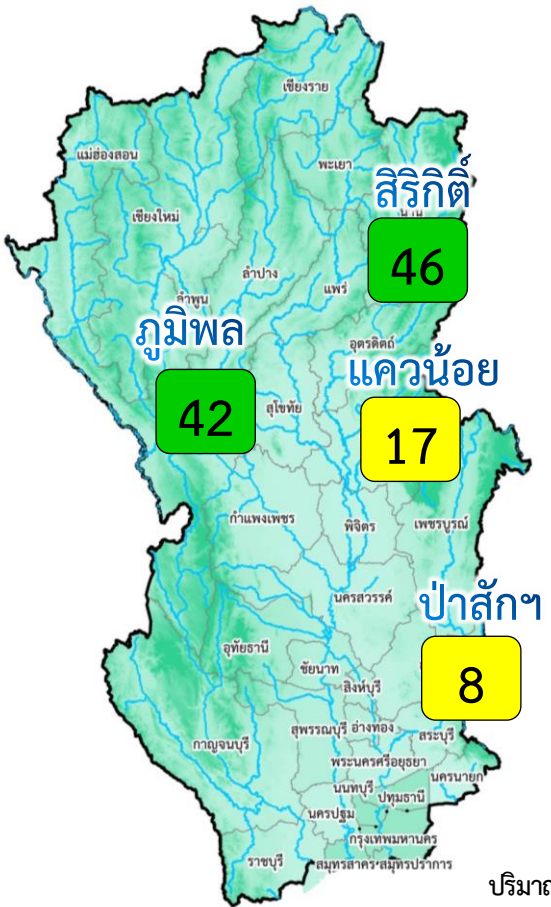 เชียงราย
แม่ฮ่องสอน
พะเยา
สิริกิติ์
น่าน
เชียงใหม่
46
ลำปาง
แพร่
ลำพูน
ภูมิพล
อุตรดิตถ์
แควน้อย
42
สุโขทัย
17
กำแพงเพชร
พิจิตร
เพชรบูรณ์
นครสวรรค์
ป่าสักฯ
อุทัยธานี
ชัยนาท
8
สิงห์บุรี
สุพรรณบุรี อ่างทอง
สระบุรี
กาญจนบุรี
พระนครศรีอยุธยา
นครนายก
นนทบุรี
ปทุมธานี
นครปฐม
กรุงเทพมหานคร
ราชบุรี
สมุทรสาคร สมุทรปราการ